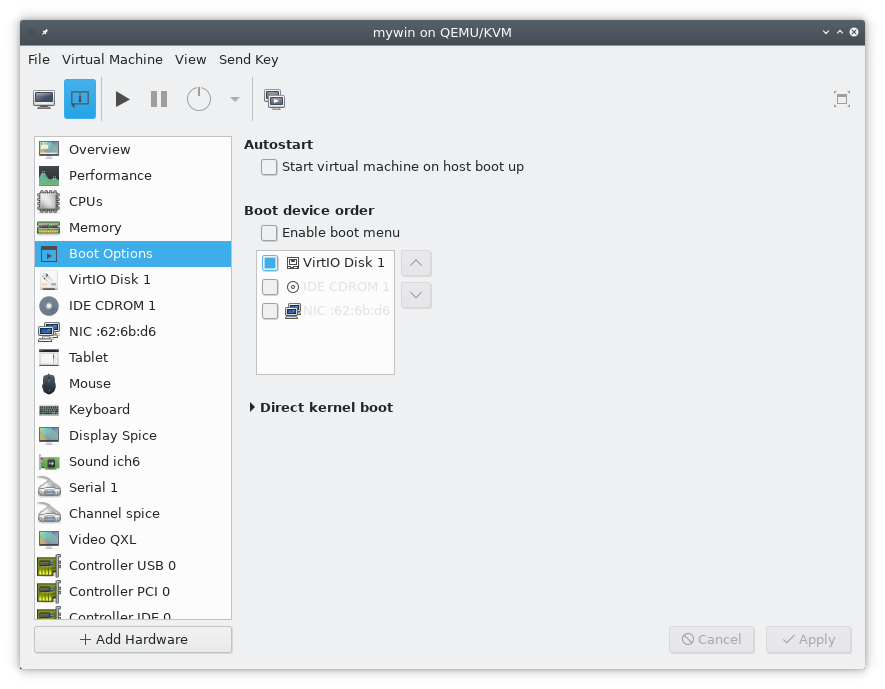 mywin on QEMU/KVM
File Virtual Machine View Send Key
Overview
Performance
CPUs
Memory
Boot Options
VirtIO Disk 1
IDE CDROM 1
NIC :62:6b:d6
Tablet
Mouse
Keyboard
Display Spice
Sound ich6
Serial 1
Channel spice
Video QXL
Controller USB 0
Controller PCI 0
Controller IDE 0
Add Hardware
Autostart
Start virtual machine on host boot up
Boot device order
Enable boot menu
VirtIO Disk 1
IDE CDROM 1
NIC :62:6b:d6
Direct kernel boot
Cancel Apply